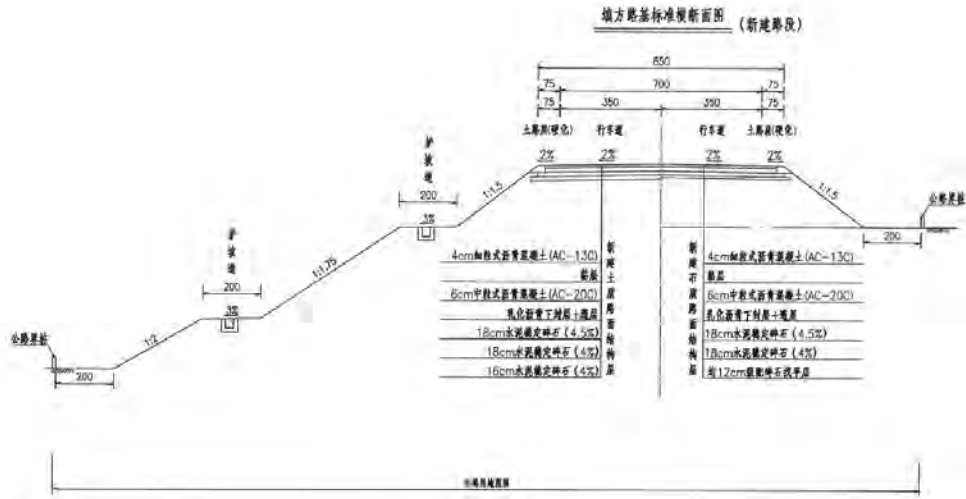 填方路基标准横断面图 (新建路段)
850
75 700 75
75 350 350 75
土路肩(硬化) 行车道 行车道 土路肩(硬化)
护坡道
2% 2% 2% 2%
200
1:1.5
1:1.5
3%
公路界桩
200
护坡道
1:1.75
200
3%
1:2
公路界桩
200
新建土质路面结构层
4cm细粒式沥青混凝土(AC-13C)
粘层
6cm中粒式沥青混凝土(AC-20C)
乳化沥青下封层+透层
18cm水泥稳定碎石(4.5%)
18cm水泥稳定碎石(4%)
16cm水泥稳定碎石(4%)
新建石质路面结构层
4cm细粒式沥青混凝土(AC-13C)
粘层
6cm中粒式沥青混凝土(AC-20C)
乳化沥青下封层+透层
18cm水泥稳定碎石(4.5%)
18cm水泥稳定碎石(4%)
12cm级配碎石找平层
公路用地范围